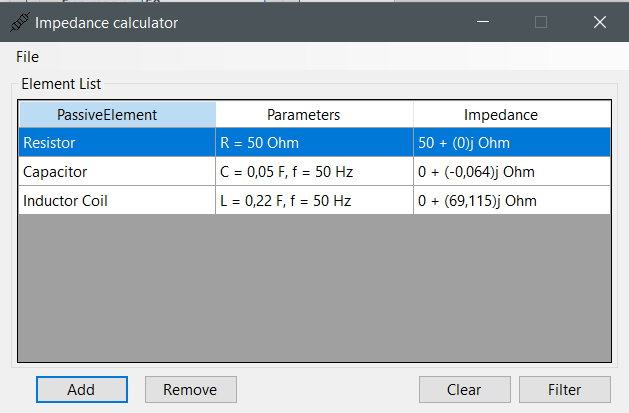 Impedance calculator
File
Element List
PassiveElement Parameters Impedance
Resistor R = 50 Ohm 50 + (0)j Ohm
Capacitor C = 0,05 F, f = 50 Hz 0 + (-0,064)j Ohm
Inductor Coil L = 0,22 F, f = 50 Hz 0 + (69,115)j Ohm
Add Remove Clear Filter